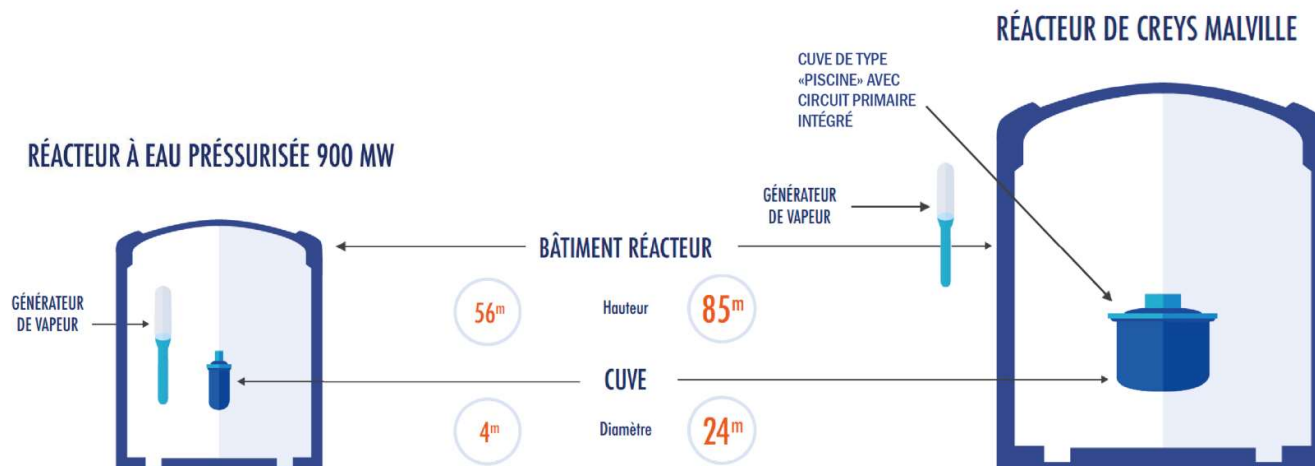 RÉACTEUR DE CREYS MALVILLE
CUVE DE TYPE
«PISCINE» AVEC
CIRCUIT PRIMAIRE
INTÉGRÉ
RÉACTEUR À EAU PRÉSSURISÉE 900 MW
GÉNÉRATEUR
DE VAPEUR
BÂTIMENT RÉACTEUR
GÉNÉRATEUR
DE VAPEUR
56m Hauteur 85m
CUVE
4m Diamètre 24m